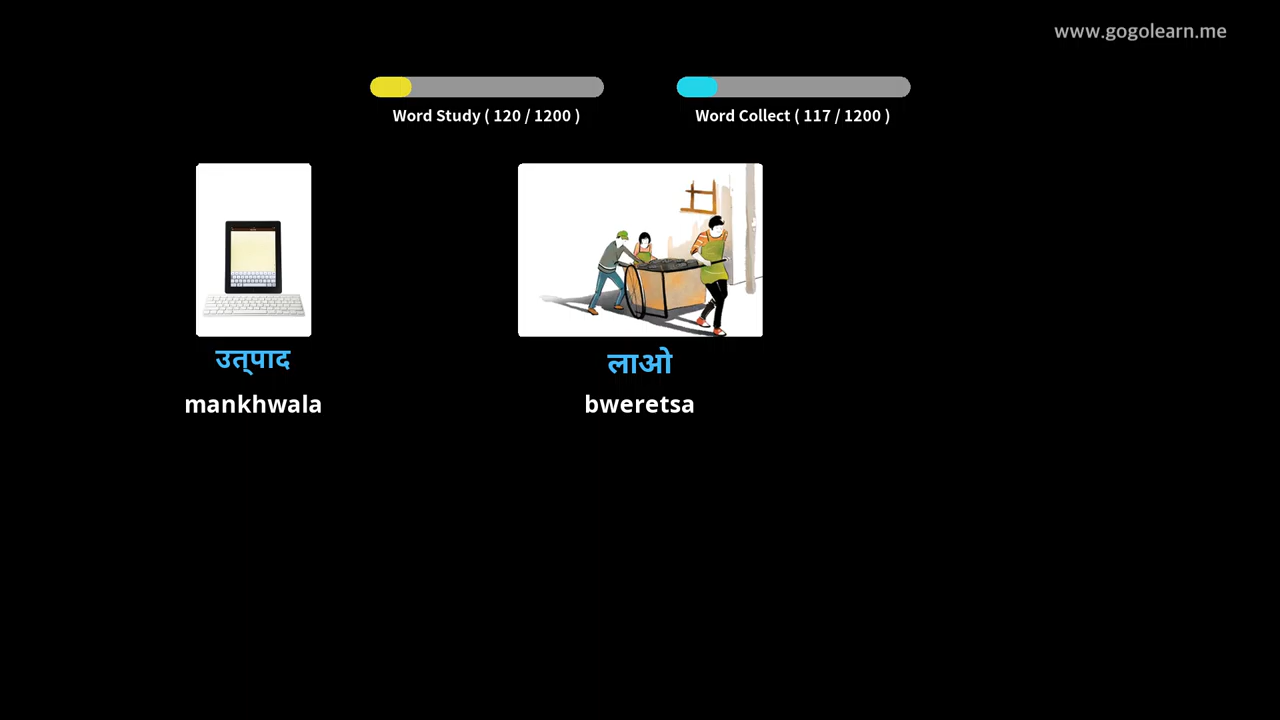 www.gogolearn.me
Word Study ( 120 / 1200 )
Word Collect ( 117 / 1200 )
उत्पाद
mankhwala
लाओ
bweretsa